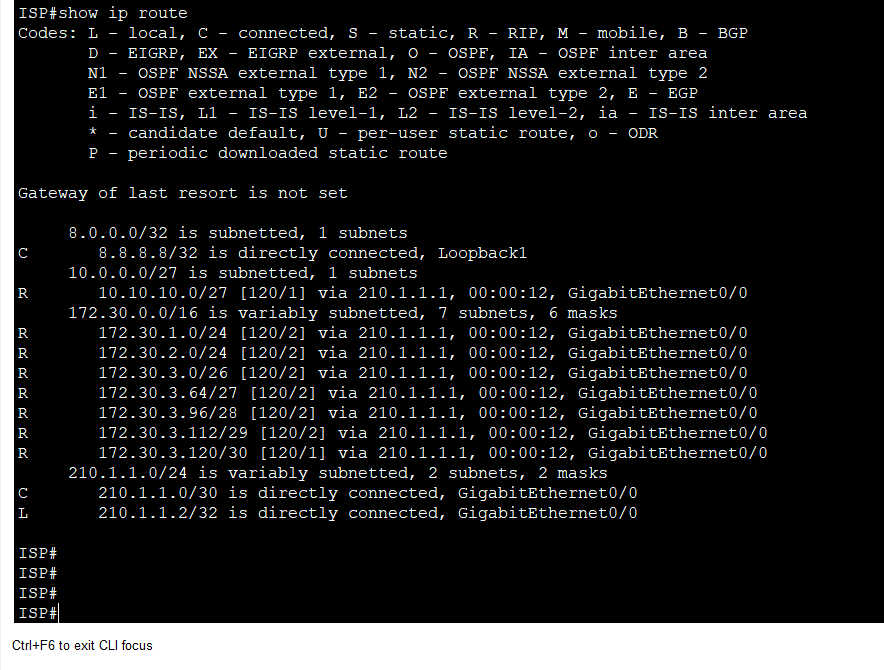 ISP#show ip route
Codes: L - local, C - connected, S - static, R - RIP, M - mobile, B - BGP
D - EIGRP, EX - EIGRP external, O - OSPF, IA - OSPF inter area
N1 - OSPF NSSA external type 1, N2 - OSPF NSSA external type 2
E1 - OSPF external type 1, E2 - OSPF external type 2, E - EGP
i - IS-IS, L1 - IS-IS level-1, L2 - IS-IS level-2, ia - IS-IS inter area
* - candidate default, U - per-user static route, o - ODR
P - periodic downloaded static route
Gateway of last resort is not set
8.0.0.0/32 is subnetted, 1 subnets
C 8.8.8.8/32 is directly connected, Loopback1
10.0.0.0/27 is subnetted, 1 subnets
R 10.10.10.0/27 [120/1] via 210.1.1.1, 00:00:12, GigabitEthernet0/0
172.30.0.0/16 is variably subnetted, 7 subnets, 6 masks
R 172.30.1.0/24 [120/2] via 210.1.1.1, 00:00:12, GigabitEthernet0/0
R 172.30.2.0/24 [120/2] via 210.1.1.1, 00:00:12, GigabitEthernet0/0
R 172.30.3.0/26 [120/2] via 210.1.1.1, 00:00:12, GigabitEthernet0/0
R 172.30.3.64/27 [120/2] via 210.1.1.1, 00:00:12, GigabitEthernet0/0
R 172.30.3.96/28 [120/2] via 210.1.1.1, 00:00:12, GigabitEthernet0/0
R 172.30.3.112/29 [120/2] via 210.1.1.1, 00:00:12, GigabitEthernet0/0
R 172.30.3.120/30 [120/1] via 210.1.1.1, 00:00:12, GigabitEthernet0/0
210.1.1.0/24 is variably subnetted, 2 subnets, 2 masks
C 210.1.1.0/30 is directly connected, GigabitEthernet0/0
L 210.1.1.2/32 is directly connected, GigabitEthernet0/0
ISP#
ISP#
ISP#
ISP#
Ctrl+F6 to exit CLI focus